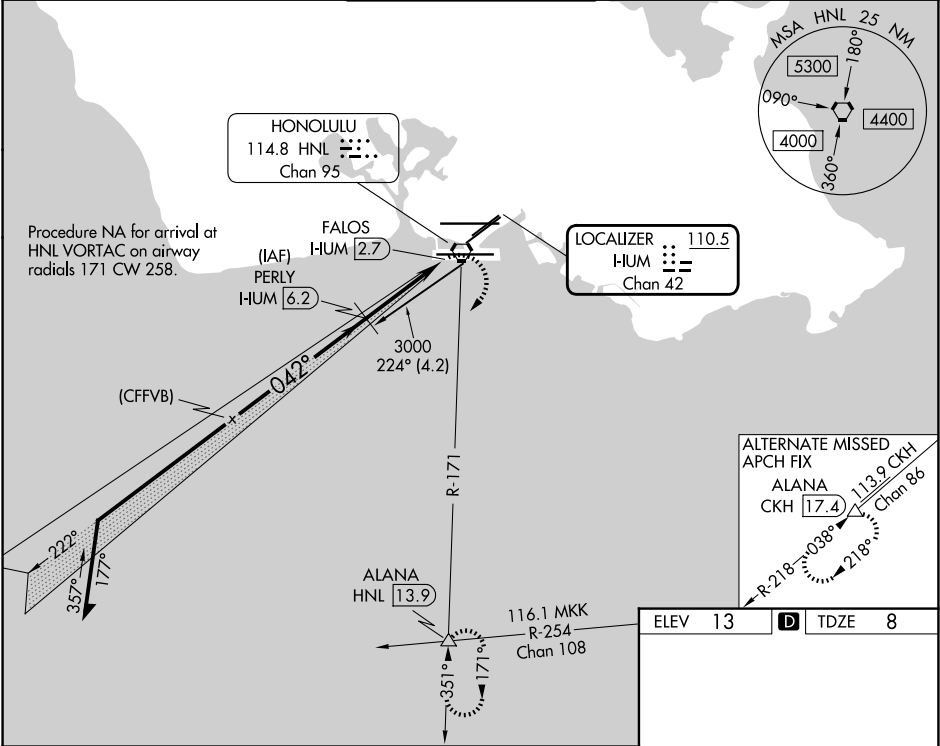 MSA HNL 25 NM
5300
180°
090°
4400
4000
360°
HONOLULU
114.8 HNL
Chan 95
Procedure NA for arrival at
HNL VORTAC on airway
radials 171 CW 258.
FALOS
I-IUM 2.7
(IAF)
PERLY
I-IUM 6.2
LOCALIZER 110.5
I-IUM
Chan 42
3000
224° (4.2)
042°
(CFFVB)
R-171
222°
357°
177°
ALANA
HNL 13.9
116.1 MKK
R-254
Chan 108
351°
171°
ALTERNATE MISSED
APCH FIX
ALANA
CKH 17.4
113.9 CKH
Chan 86
R-218
038°
218°
ELEV 13 D TDZE 8